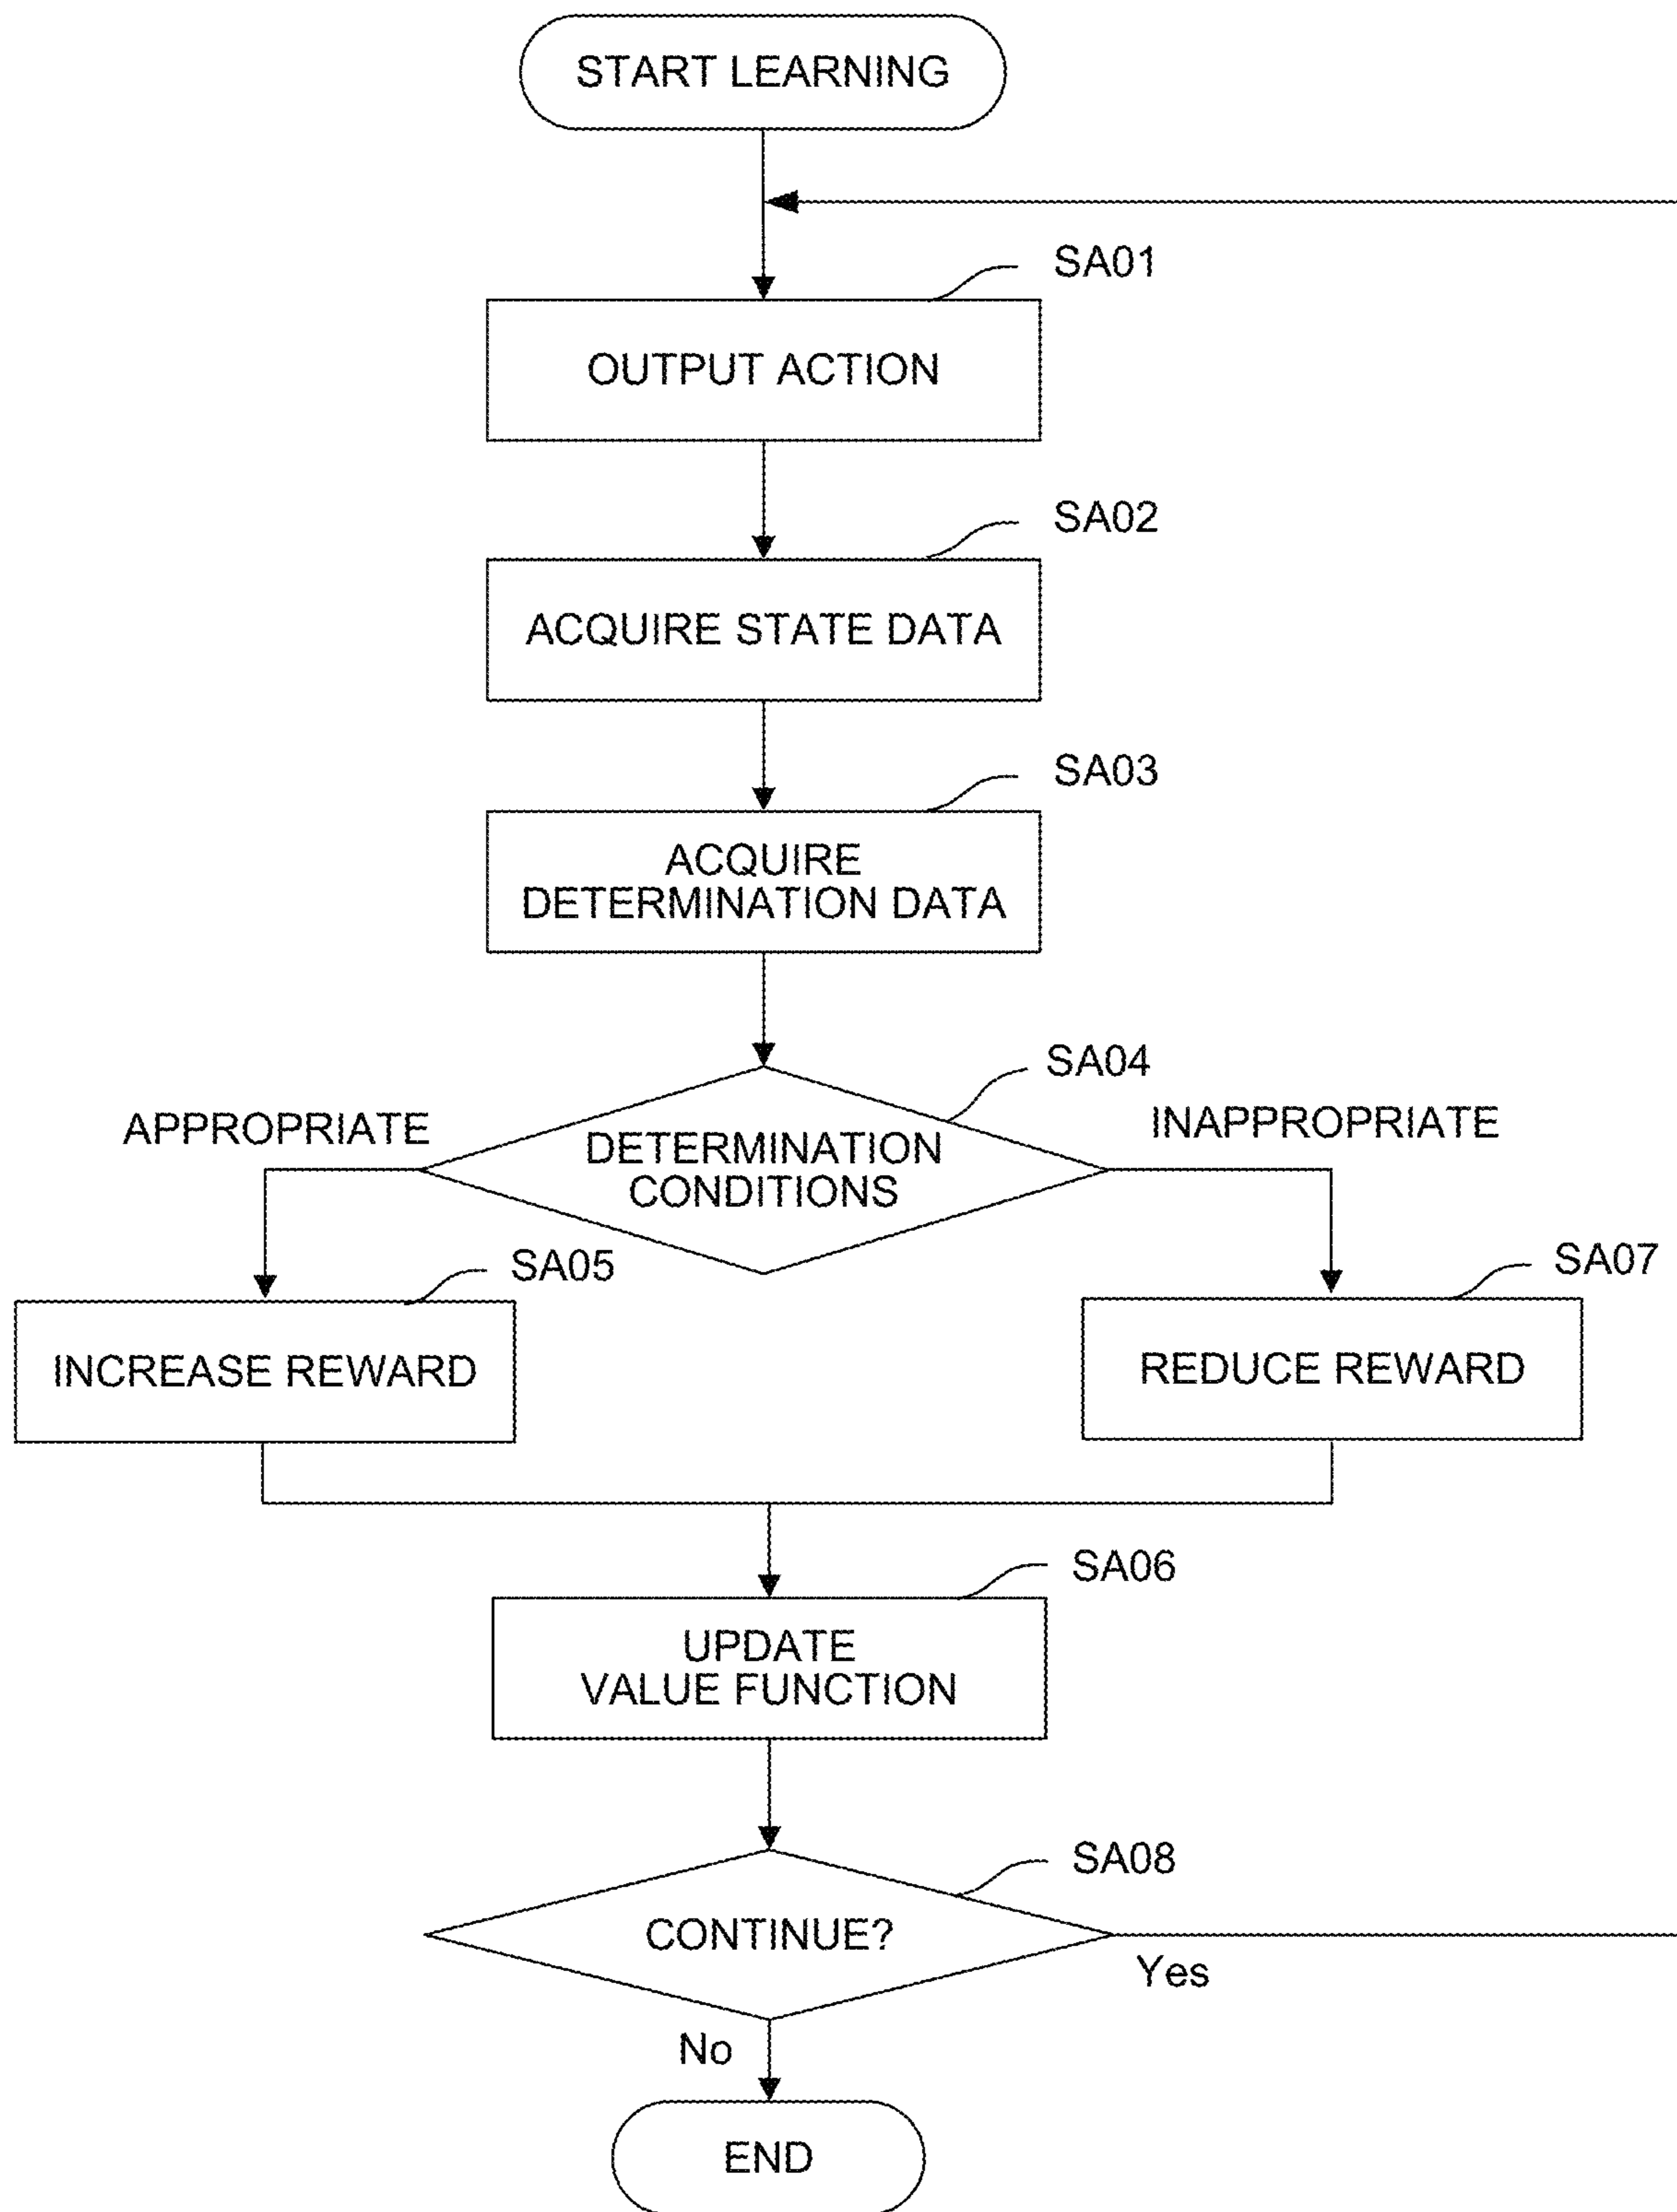 START LEARNING
SA01
OUTPUT ACTION
SA02
ACQUIRE STATE DATA
SA03
ACQUIRE
DETERMINATION DATA
SA04
APPROPRIATE
INAPPROPRIATE
DETERMINATION
CONDITIONS
SA05
SA07
INCREASE REWARD
REDUCE REWARD
SA06
UPDATE
VALUE FUNCTION
SA08
CONTINUE?
Yes
No
END